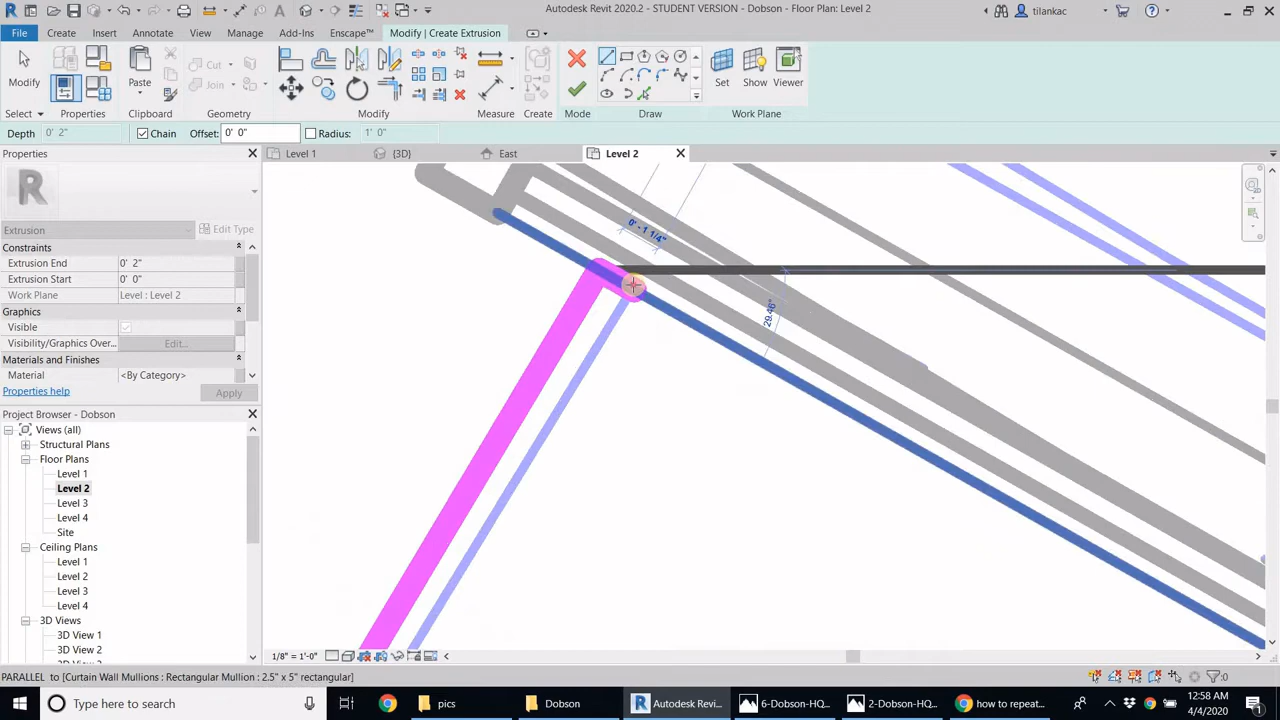 Autodesk Revit 2020.2 - STUDENT VERSION - Dobson - Floor Plan: Level 2
tilankac
File Create Insert Annotate View Manage Add-Ins Enscape™ Modify | Create Extrusion
Modify
Paste
Cut
Join
Set Show Viewer
Select Properties Clipboard Geometry Modify Measure Create Mode Draw Work Plane
Depth 0' 2" Chain Offset: 0' 0" Radius: 1' 0"
Properties
Level 1 {3D} East Level 2
Extrusion Edit Type
Constraints
Extrusion End 0' 2"
Extrusion Start 0' 0"
Work Plane Level : Level 2
Graphics
Visible
Visibility/Graphics Over... Edit...
Materials and Finishes
Material <By Category>
Properties help Apply
0' - 1 1/4"
29.46°
Project Browser - Dobson
Views (all)
Structural Plans
Floor Plans
Level 1
Level 2
Level 3
Level 4
Site
Ceiling Plans
Level 1
Level 2
Level 3
Level 4
3D Views
3D View 1
3D View 2
3D View 3
1/8" = 1'-0"
PARALLEL to [Curtain Wall Mullions : Rectangular Mullion : 2.5" x 5" rectangular]
:0
Type here to search
pics
Dobson
Autodesk Revi...
6-Dobson-HQ...
2-Dobson-HQ...
how to repeat...
12:58 AM
4/4/2020